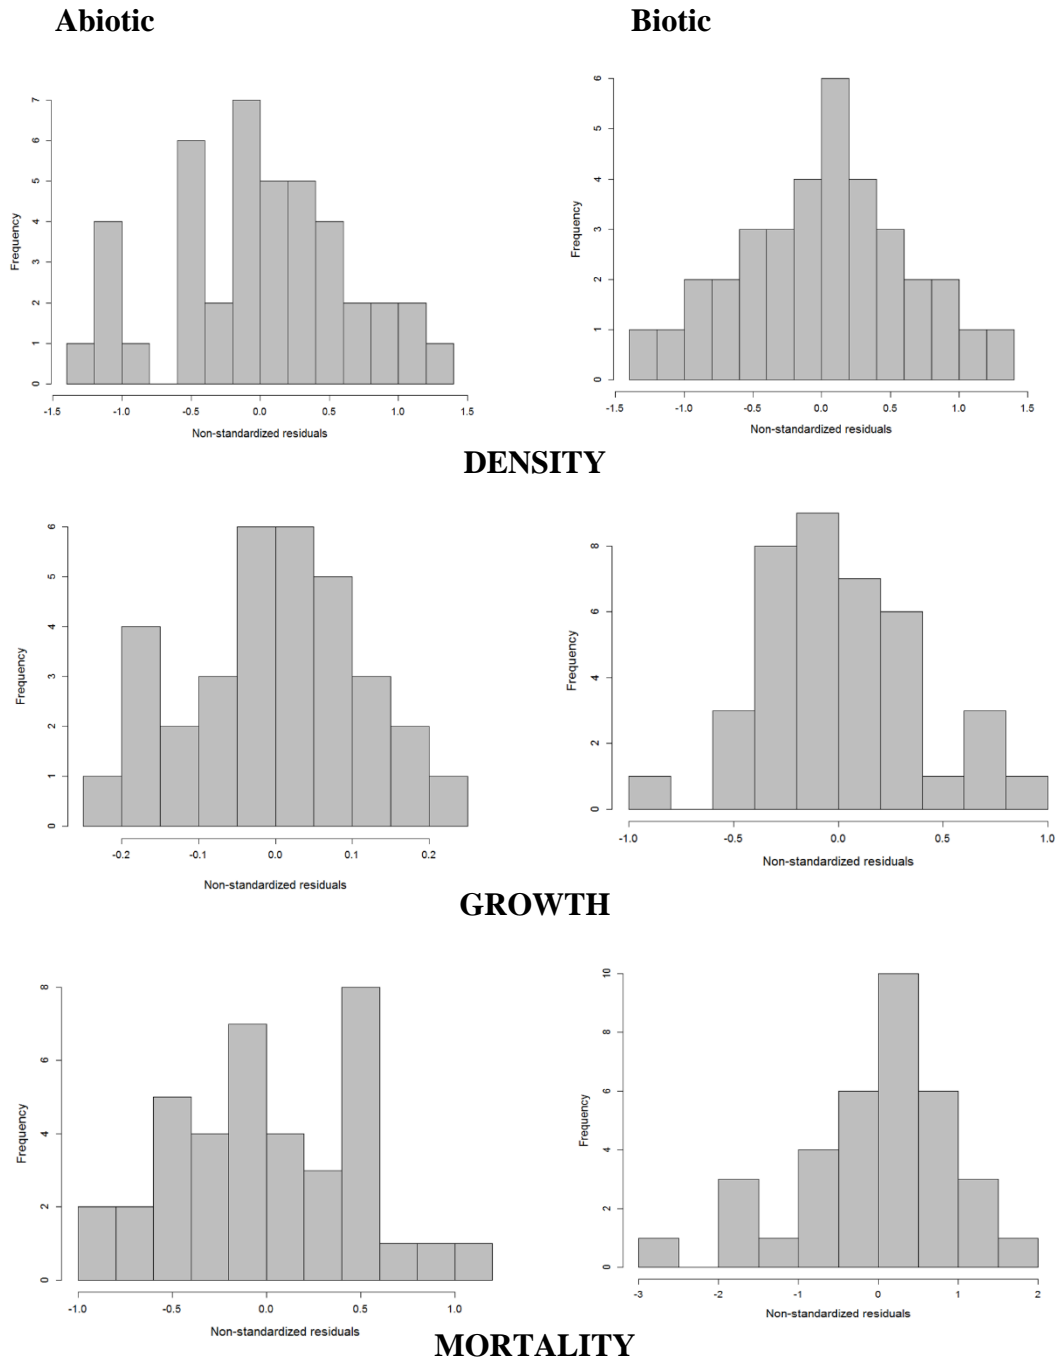 Abiotic Biotic
7
6
5
4
3
2
1
0
Frequency
-1.5 -1.0 -0.5 0.0 0.5 1.0 1.5
Non-standardized residuals
6
5
4
3
2
1
0
Frequency
-1.5 -1.0 -0.5 0.0 0.5 1.0 1.5
Non-standardized residuals
DENSITY
6
5
4
3
2
1
0
Frequency
-0.2 -0.1 0.0 0.1 0.2
Non-standardized residuals
8
6
4
2
0
Frequency
-1.0 -0.5 0.0 0.5 1.0
Non-standardized residuals
GROWTH
8
6
4
2
0
Frequency
-1.0 -0.5 0.0 0.5 1.0
Non-standardized residuals
10
8
6
4
2
0
Frequency
-3 -2 -1 0 1 2
Non-standardized residuals
MORTALITY